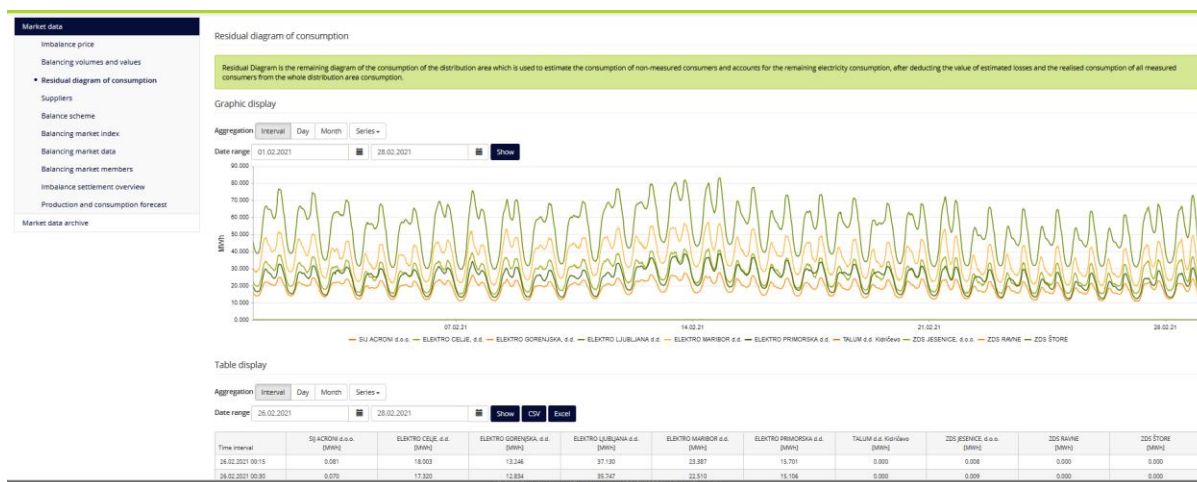 Market data
Imbalance price
Balancing volumes and values
Residual diagram of consumption
Suppliers
Balance scheme
Balancing market index
Balancing market data
Balancing market members
Imbalance settlement overview
Production and consumption forecast
Market data archive
Residual diagram of consumption
Residual Diagram is the remaining diagram of the consumption of the distribution area which is used to estimate the consumption of non-measured consumers and accounts for the remaining electricity consumption, after deducting the value of estimated losses and the realised consumption of all measured
consumers from the whole distribution area consumption.
Graphic display
Aggregation Interval Day Month Series
Date range 01.02.2021 28.02.2021 Show
90.000
80.000
70.000
60.000
50.000
40.000
30.000
20.000
10.000
0.000
MWh
07.02.21 14.02.21 21.02.21 28.02.21
SIJ ACRONI d.o.o. ELEKTRO CELJE, d.d. ELEKTRO GORENJSKA, d.d. ELEKTRO LJUBLJANA d.d. ELEKTRO MARIBOR d.d. ELEKTRO PRIMORSKA d.d. TALUM d.d. Kidričevo ZDS JESENICE, d.o.o. ZDS RAVNE ZDS ŠTORE
Table display
Aggregation Interval Day Month Series
Date range 26.02.2021 28.02.2021 Show CSV Excel
Time interval SIJ ACRONI d.o.o. [MWh] ELEKTRO CELJE, d.d. [MWh] ELEKTRO GORENJSKA, d.d. [MWh] ELEKTRO LJUBLJANA d.d. [MWh] ELEKTRO MARIBOR d.d. [MWh] ELEKTRO PRIMORSKA d.d. [MWh] TALUM d.d. Kidričevo [MWh] ZDS JESENICE, d.o.o. [MWh] ZDS RAVNE [MWh] ZDS ŠTORE [MWh]
26.02.2021 00:15 0.081 18.003 13.246 37.130 23.387 15.701 0.000 0.008 0.000 0.000
26.02.2021 00:30 0.070 17.320 12.834 35.747 22.510 15.106 0.000 0.009 0.000 0.000